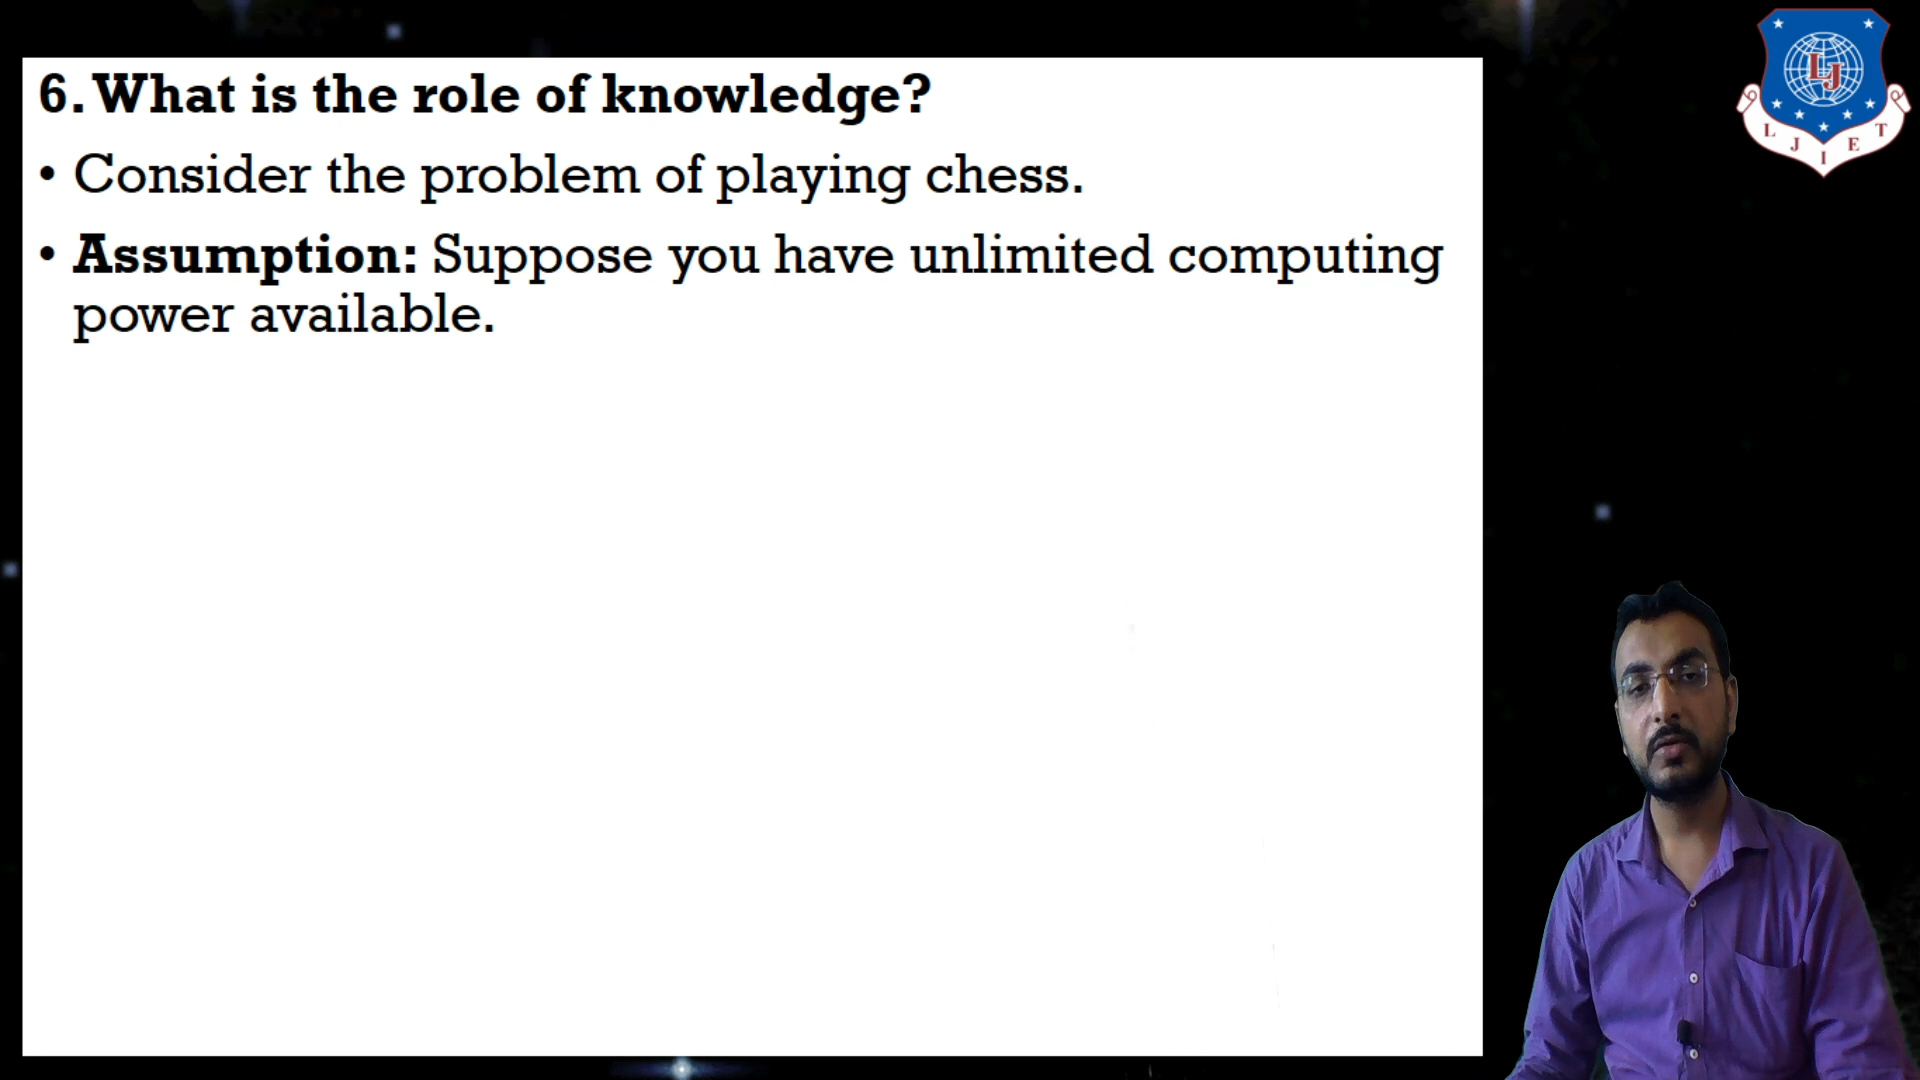 6. What is the role of knowledge?
• Consider the problem of playing chess.
• Assumption: Suppose you have unlimited computing
power available.
LJ
L J I E T